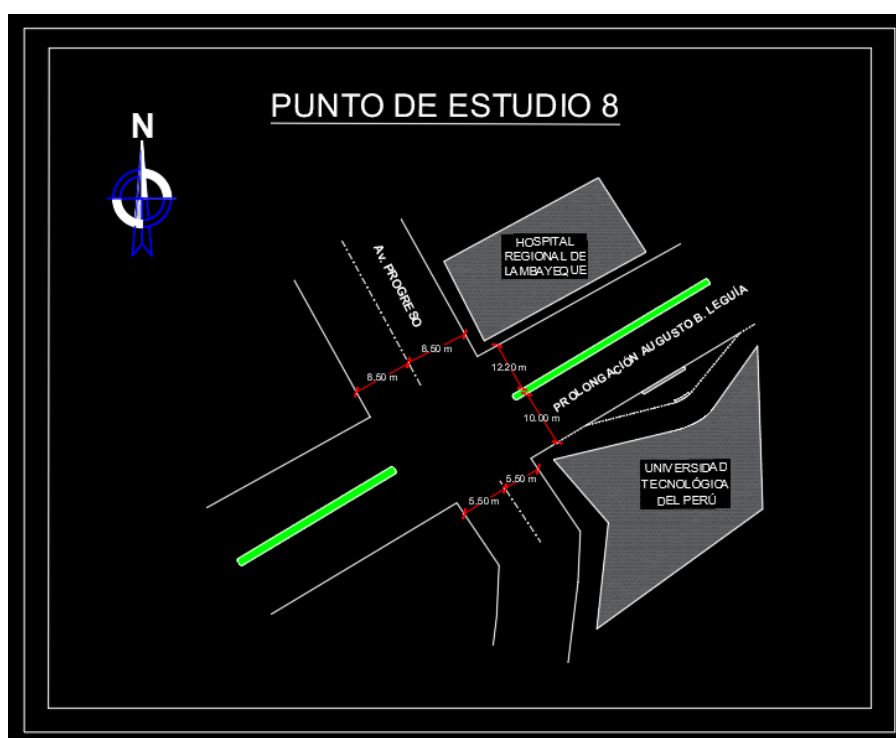 PUNTO DE ESTUDIO 8
N
HOSPITAL
REGIONAL DE
LAMBAYEQUE
Av. PROGRESO
PROLONGACIÓN AUGUSTO B. LEGUÍA
8.50 m
8.50 m
12.20 m
10.00 m
UNIVERSIDAD
TECNOLÓGICA
DEL PERÚ
5.50 m
5.50 m